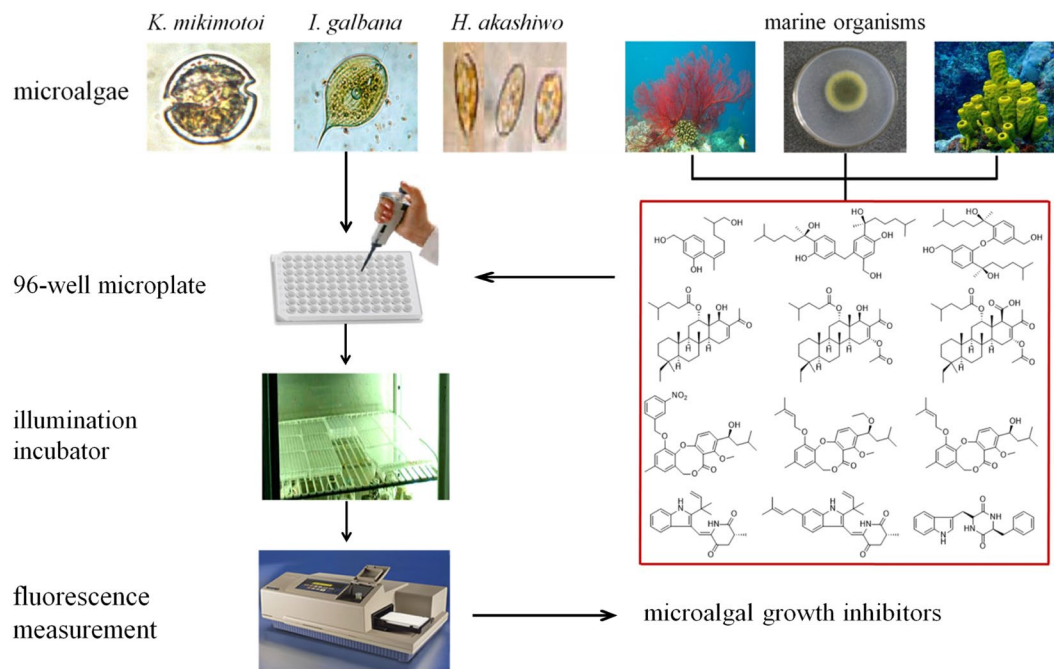 K. mikimotoi
I. galbana
H. akashiwo
marine organisms
microalgae
96-well microplate
illumination
incubator
fluorescence
measurement
microalgal growth inhibitors